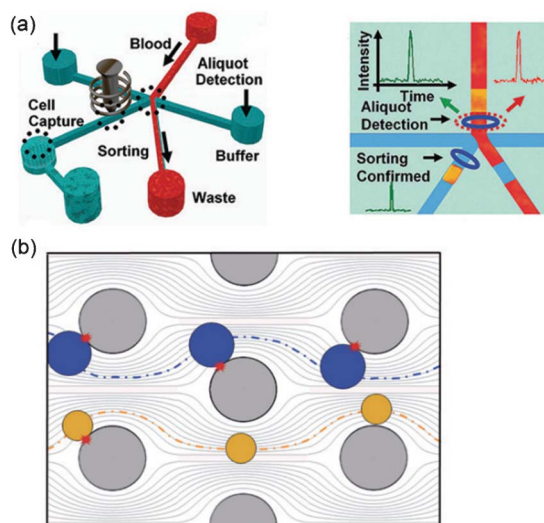 (a)
Blood
Aliquot
Detection
Cell
Capture
Sorting
Buffer
Waste
Intensity
Time
Aliquot
Detection
Sorting
Confirmed
(b)